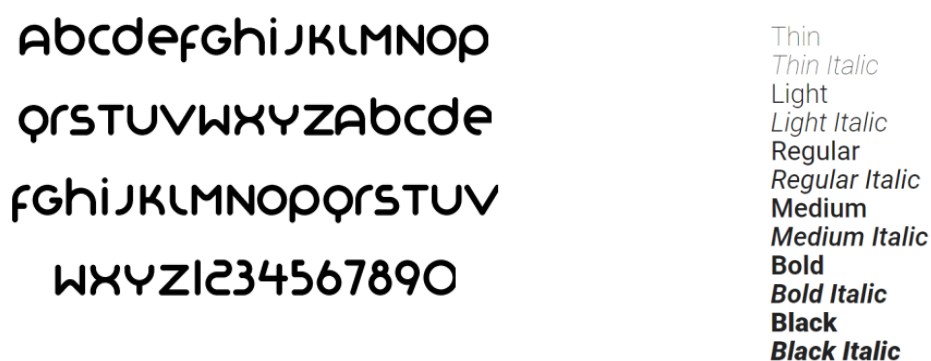 AbcdefGhiJKLMNOp
QrSTUVWXYZAbcde
fGhiJKLMNOpQrSTUV
WXYZ1234567890
Thin
Thin Italic
Light
Light Italic
Regular
Regular Italic
Medium
Medium Italic
Bold
Bold Italic
Black
Black Italic